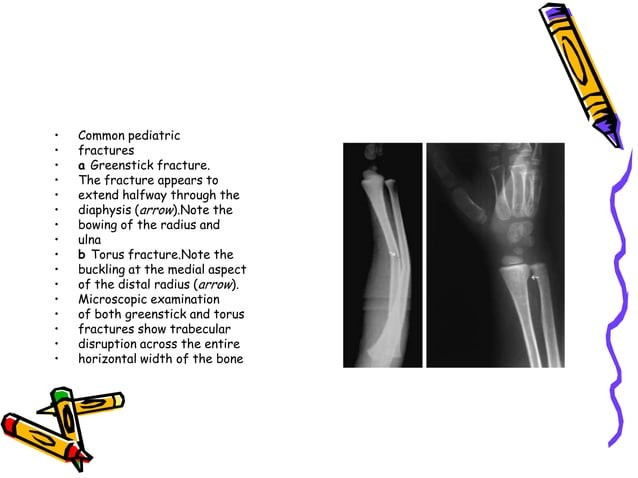 • Common pediatric
• fractures
• a Greenstick fracture.
• The fracture appears to
• extend halfway through the
• diaphysis (arrow).Note the
• bowing of the radius and
• ulna
• b Torus fracture.Note the
• buckling at the medial aspect
• of the distal radius (arrow).
• Microscopic examination
• of both greenstick and torus
• fractures show trabecular
• disruption across the entire
• horizontal width of the bone